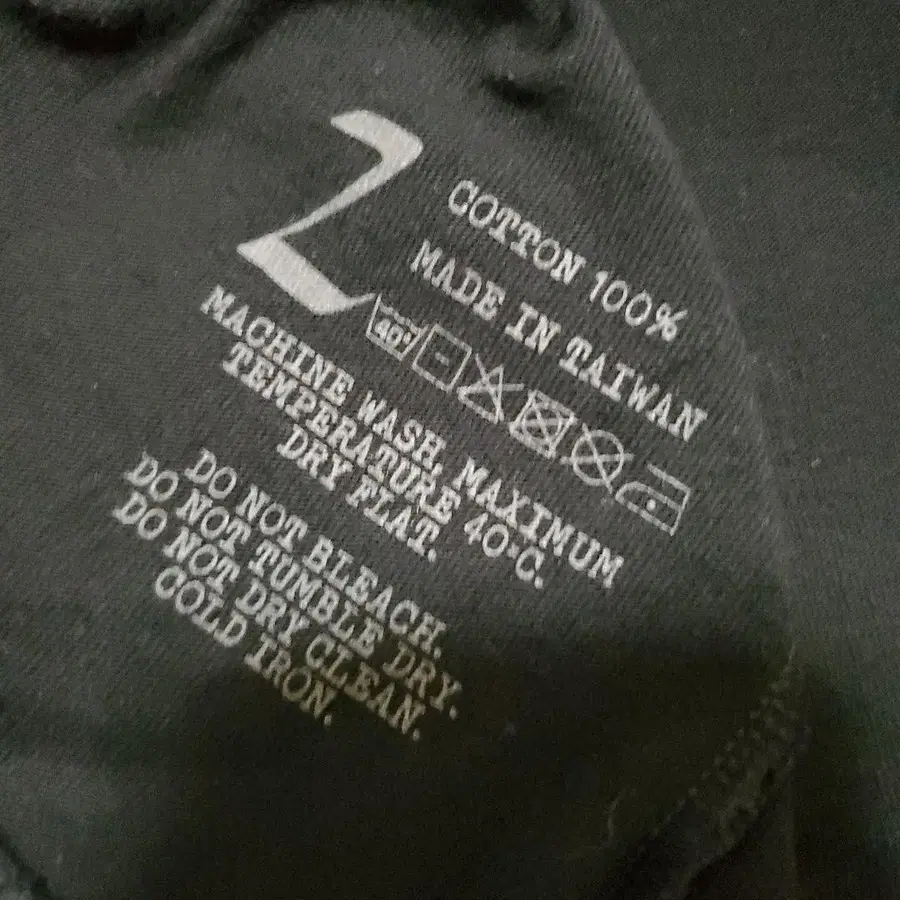 2
COTTON 100%
MADE IN TAIWAN
40°
MACHINE WASH, MAXIMUM
TEMPERATURE 40°C.
DRY FLAT.
DO NOT BLEACH.
DO NOT TUMBLE DRY.
DO NOT DRY CLEAN.
COLD IRON.